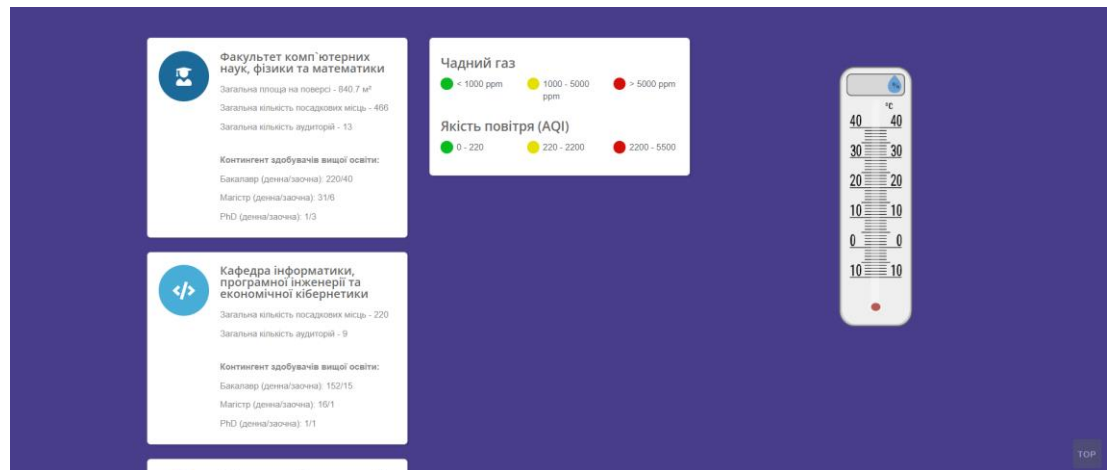 Факультет комп`ютерних
наук, фізики та математики
Загальна площа на поверсі - 840.7 м²
Загальна кількість посадкових місць - 466
Загальна кількість аудиторій - 13
Контингент здобувачів вищої освіти:
Бакалавр (денна/заочна): 220/40
Магістр (денна/заочна): 31/6
PhD (денна/заочна): 1/3
Кафедра інформатики,
програмної інженерії та
економічної кібернетики
Загальна кількість посадкових місць - 220
Загальна кількість аудиторій - 9
Контингент здобувачів вищої освіти:
Бакалавр (денна/заочна): 152/15
Магістр (денна/заочна): 16/1
PhD (денна/заочна): 1/1
Чадний газ
< 1000 ppm
1000 - 5000
ppm
> 5000 ppm
Якість повітря (AQI)
0 - 220
220 - 2200
2200 - 5500
°C
40 40
30 30
20 20
10 10
0 0
10 10
TOP